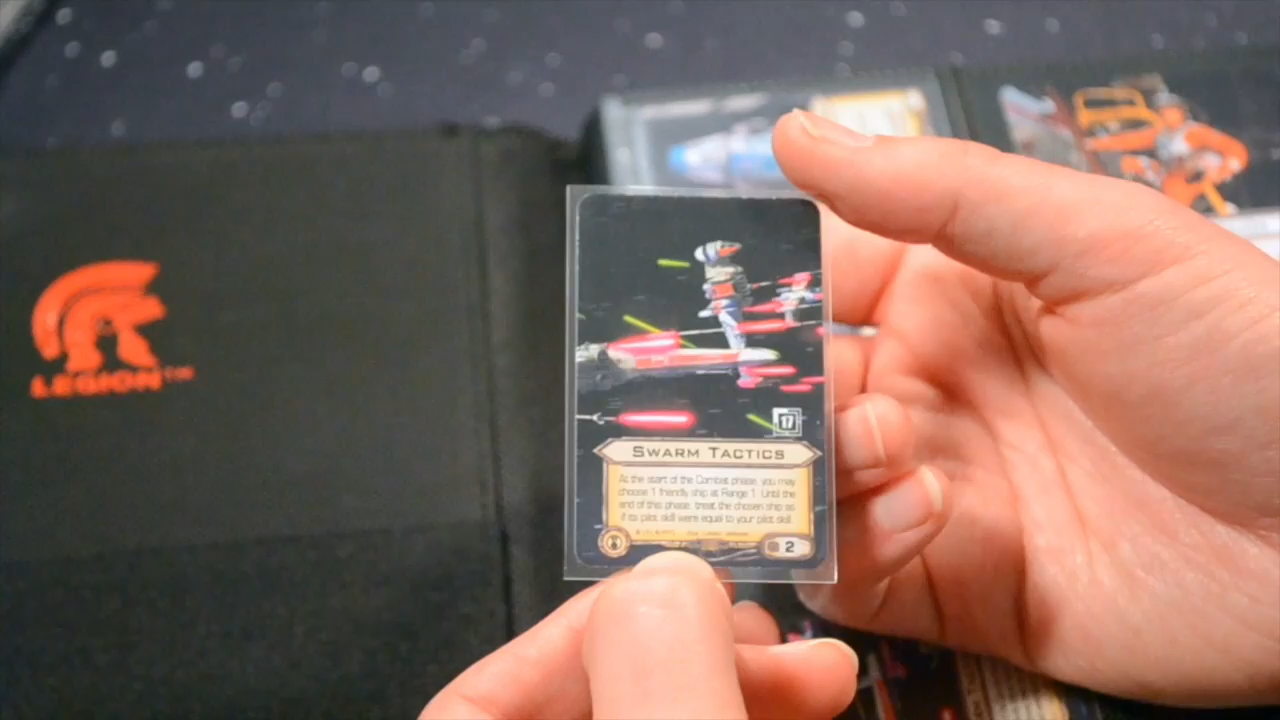 LEGION™
17
SWARM TACTICS
At the start of the Combat phase, you may
choose 1 friendly ship at Range 1. Until the
end of this phase, treat the chosen ship as
if its pilot skill were equal to your pilot skill.
2